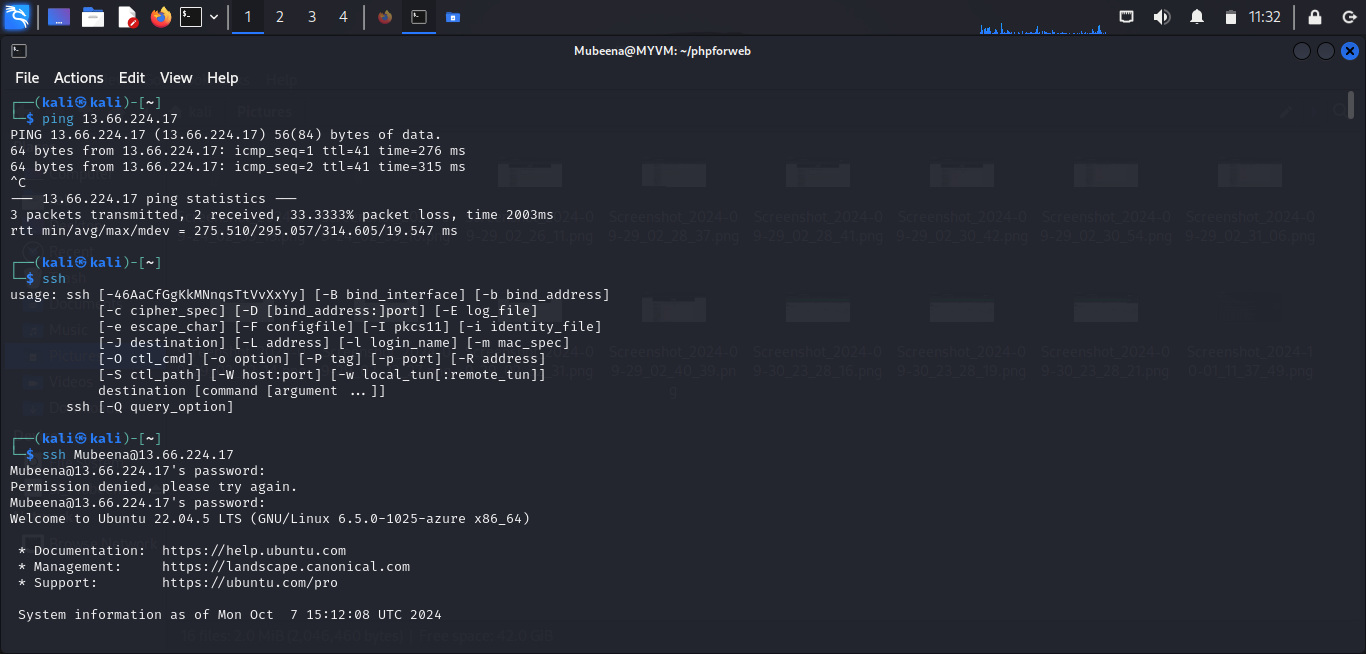 1 2 3 4 11:32
Mubeena@MYVM: ~/phpforweb
File Actions Edit View Help
┌──(kali㉿kali)-[~]
└─$ ping 13.66.224.17
PING 13.66.224.17 (13.66.224.17) 56(84) bytes of data.
64 bytes from 13.66.224.17: icmp_seq=1 ttl=41 time=276 ms
64 bytes from 13.66.224.17: icmp_seq=2 ttl=41 time=315 ms
^C
--- 13.66.224.17 ping statistics ---
3 packets transmitted, 2 received, 33.3333% packet loss, time 2003ms
rtt min/avg/max/mdev = 275.510/295.057/314.605/19.547 ms
┌──(kali㉿kali)-[~]
└─$ ssh
usage: ssh [-46AaCfGgKkMNnqsTtVvXxYy] [-B bind_interface] [-b bind_address]
[-c cipher_spec] [-D [bind_address:]port] [-E log_file]
[-e escape_char] [-F configfile] [-I pkcs11] [-i identity_file]
[-J destination] [-L address] [-l login_name] [-m mac_spec]
[-O ctl_cmd] [-o option] [-P tag] [-p port] [-R address]
[-S ctl_path] [-W host:port] [-w local_tun[:remote_tun]]
destination [command [argument ...]]
ssh [-Q query_option]
┌──(kali㉿kali)-[~]
└─$ ssh Mubeena@13.66.224.17
Mubeena@13.66.224.17's password:
Permission denied, please try again.
Mubeena@13.66.224.17's password:
Welcome to Ubuntu 22.04.5 LTS (GNU/Linux 6.5.0-1025-azure x86_64)
* Documentation: https://help.ubuntu.com
* Management: https://landscape.canonical.com
* Support: https://ubuntu.com/pro
System information as of Mon Oct 7 15:12:08 UTC 2024